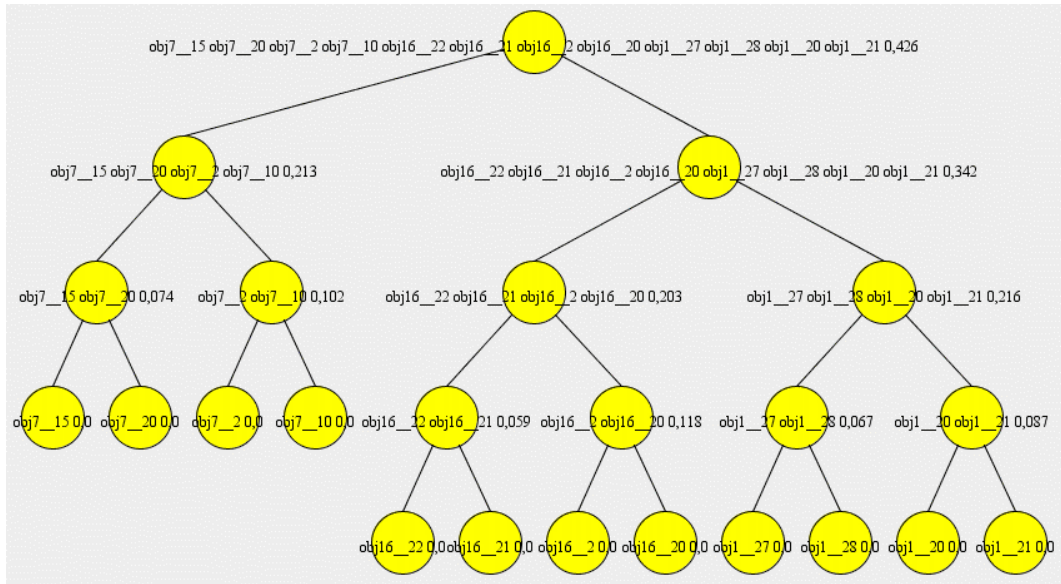 obj7__15 obj7__20 obj7__2 obj7__10 obj16__22 obj16__21 obj16__2 obj16__20 obj1__27 obj1__28 obj1__20 obj1__21 0,426
obj7__15 obj7__20 obj7__2 obj7__10 0,213
obj16__22 obj16__21 obj16__2 obj16__20 obj1__27 obj1__28 obj1__20 obj1__21 0,342
obj7__15 obj7__20 0,074
obj7__2 obj7__10 0,102
obj16__22 obj16__21 obj16__2 obj16__20 0,203
obj1__27 obj1__28 obj1__20 obj1__21 0,216
obj7__15 0,0
obj7__20 0,0
obj7__2 0,0
obj7__10 0,0
obj16__22 obj16__21 0,059
obj16__2 obj16__20 0,118
obj1__27 obj1__28 0,067
obj1__20 obj1__21 0,087
obj16__22 0,0
obj16__21 0,0
obj16__2 0,0
obj16__20 0,0
obj1__27 0,0
obj1__28 0,0
obj1__20 0,0
obj1__21 0,0